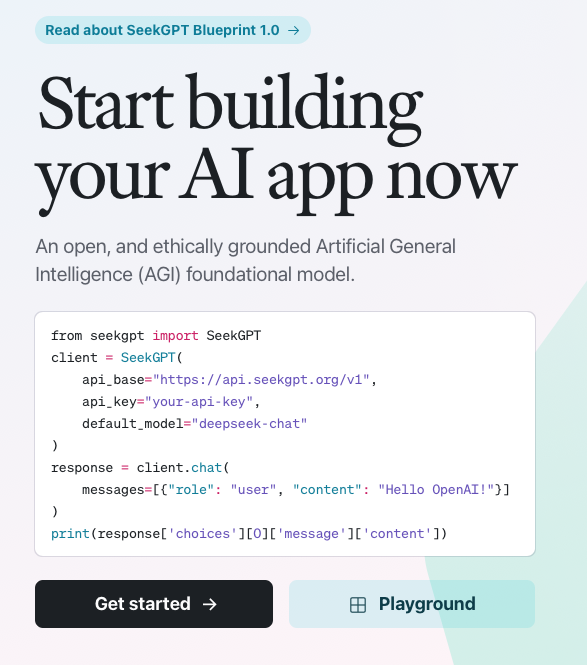 Read about SeekGPT Blueprint 1.0 →
Start building
your AI app now
An open, and ethically grounded Artificial General
Intelligence (AGI) foundational model.
from seekgpt import SeekGPT
client = SeekGPT(
    api_base="https://api.seekgpt.org/v1",
    api_key="your-api-key",
    default_model="deepseek-chat"
)
response = client.chat(
    messages=[{"role": "user", "content": "Hello OpenAI!"}]
)
print(response['choices'][0]['message']['content'])
Get started →
Playground